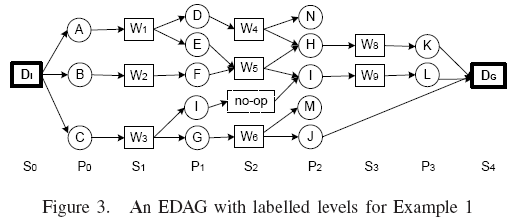 D N
A W1 W4
E H W8 K
W5
DI B W2 F I W9 L DG
I no-op M
C W3 G W6 J
S0 P0 S1 P1 S2 P2 S3 P3 S4
Figure 3. An EDAG with labelled levels for Example 1